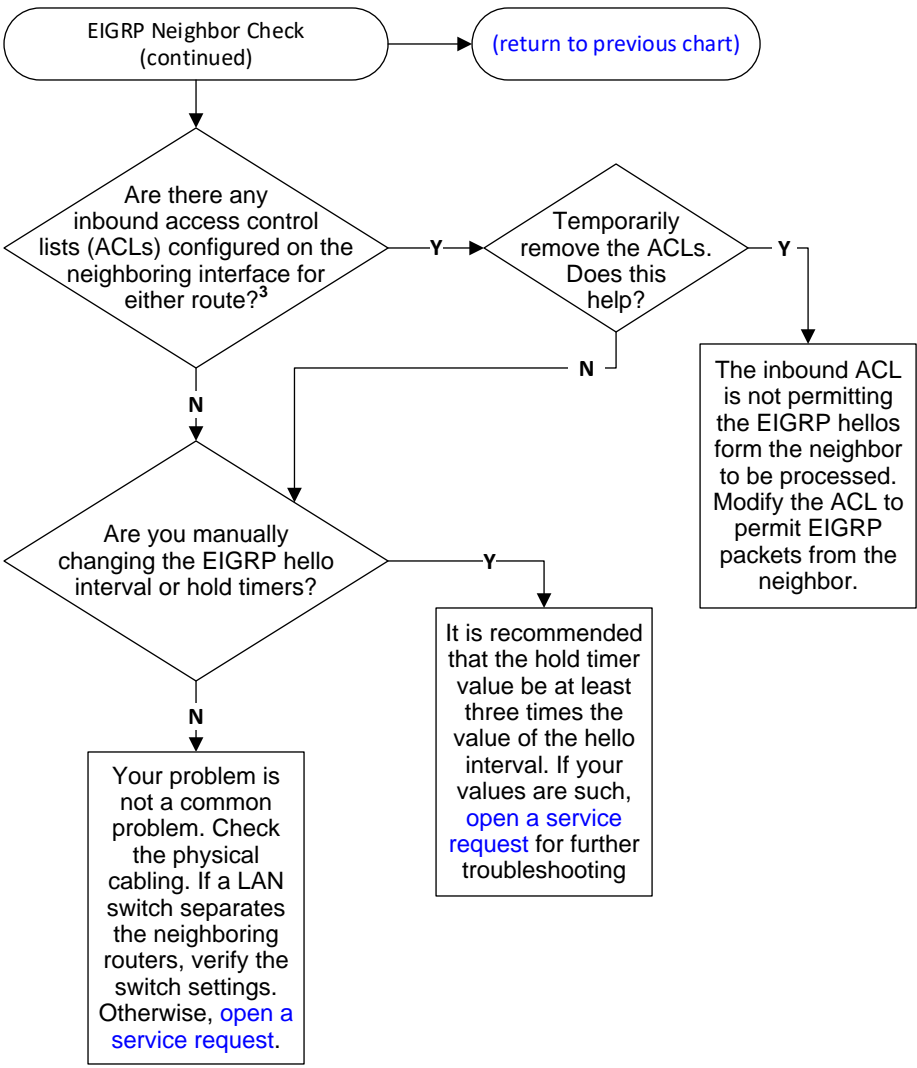 EIGRP Neighbor Check
(continued)
(return to previous chart)
Are there any
inbound access control
lists (ACLs) configured on the
neighboring interface for
either route?3
Y
Temporarily
remove the ACLs.
Does this
help?
Y
N
N
The inbound ACL
is not permitting
the EIGRP hellos
form the neighbor
to be processed.
Modify the ACL to
permit EIGRP
packets from the
neighbor.
Are you manually
changing the EIGRP hello
interval or hold timers?
Y
N
It is recommended
that the hold timer
value be at least
three times the
value of the hello
interval. If your
values are such,
open a service
request for further
troubleshooting
Your problem is
not a common
problem. Check
the physical
cabling. If a LAN
switch separates
the neighboring
routers, verify the
switch settings.
Otherwise, open a
service request.